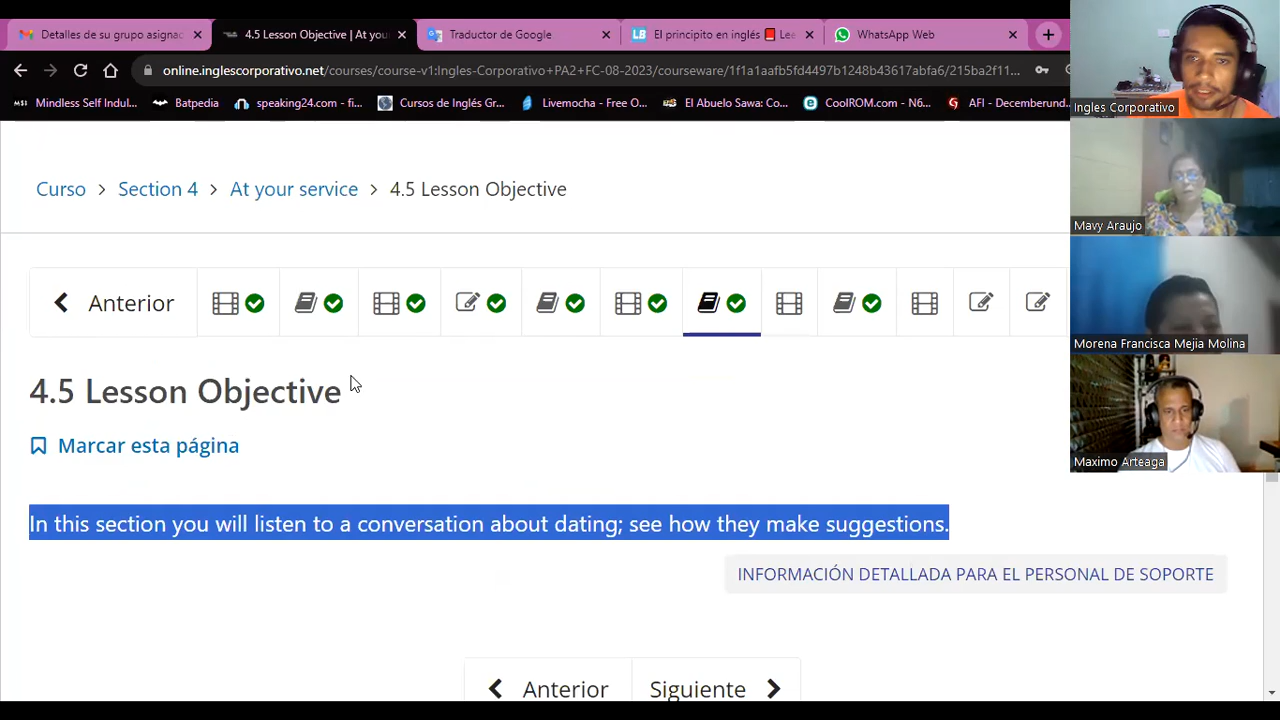 Detalles de su grupo asignac
4.5 Lesson Objective | At you
Traductor de Google
El principito en inglés 📕 Lee
WhatsApp Web
online.inglescorporativo.net/courses/course-v1:Ingles-Corporativo+PA2+FC-08-2023/courseware/1f1a1aafb5fd4497b1248b43617abfa6/215ba2f11...
Mindless Self Indul...
Batpedia
speaking24.com - fi...
Cursos de Inglés Gr...
Livemocha - Free O...
El Abuelo Sawa: Co...
CoolROM.com - N6...
AFI - Decemberund
Ingles Corporativo
Mavy Araujo
Morena Francisca Mejia Molina
Maximo Arteaga
Curso > Section 4 > At your service > 4.5 Lesson Objective
Anterior
4.5 Lesson Objective
Marcar esta página
In this section you will listen to a conversation about dating; see how they make suggestions.
INFORMACIÓN DETALLADA PARA EL PERSONAL DE SOPORTE
Anterior
Siguiente